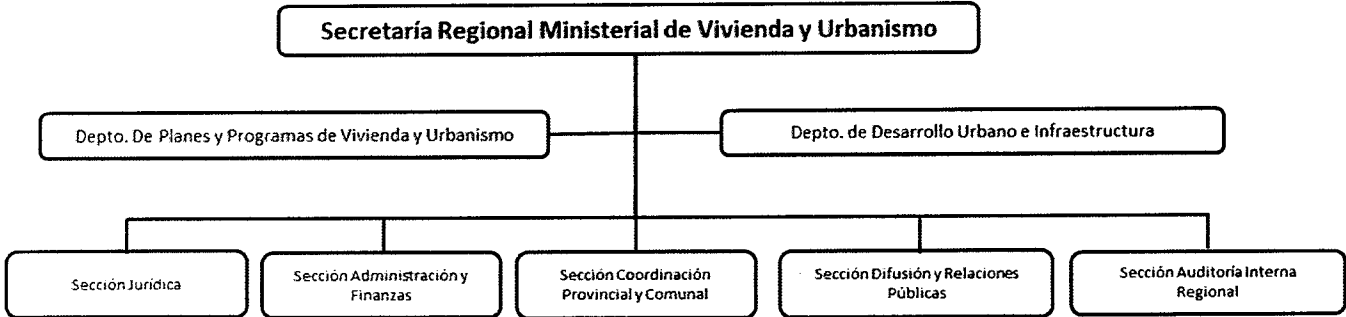 Secretaría Regional Ministerial de Vivienda y Urbanismo
Depto. De Planes y Programas de Vivienda y Urbanismo
Depto. de Desarrollo Urbano e Infraestructura
Sección Jurídica
Sección Administración y
Finanzas
Sección Coordinación
Provincial y Comunal
Sección Difusión y Relaciones
Públicas
Sección Auditoría Interna
Regional